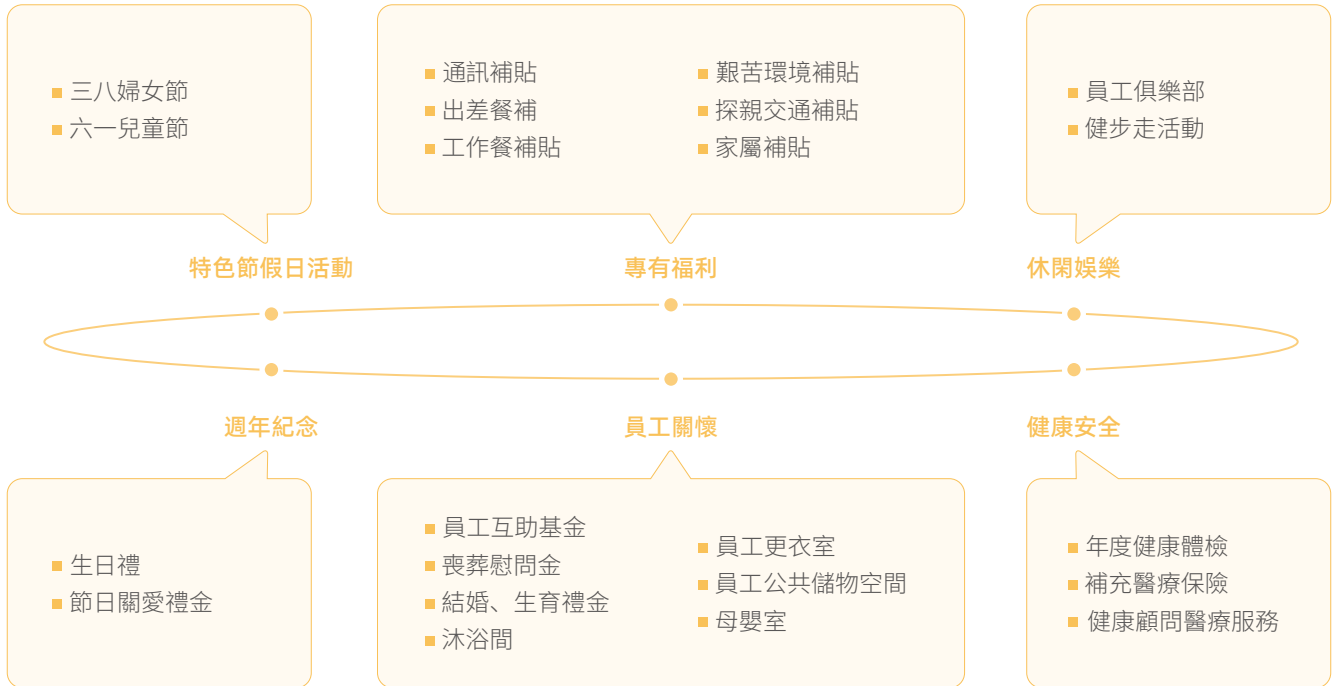 三八婦女節
六一兒童節
特色節假日活動
通訊補貼
出差餐補
工作餐補貼
艱苦環境補貼
探親交通補貼
家屬補貼
專有福利
員工俱樂部
健步走活動
休閑娛樂
週年紀念
生日禮
節日關愛禮金
員工關懷
員工互助基金
喪葬慰問金
結婚、生育禮金
沐浴間
員工更衣室
員工公共儲物空間
母嬰室
健康安全
年度健康體檢
補充醫療保險
健康顧問醫療服務